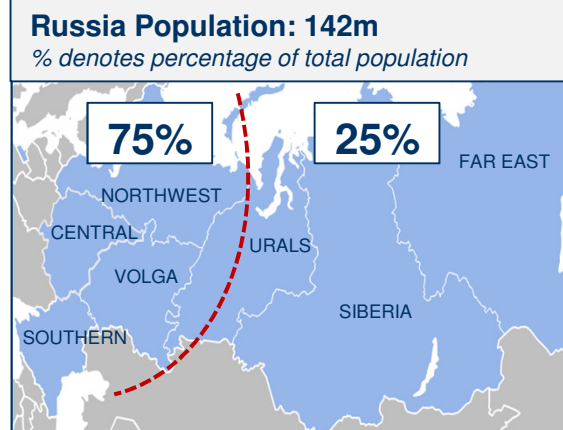 Russia Population: 142m
% denotes percentage of total population
75%
25%
FAR EAST
NORTHWEST
CENTRAL
URALS
VOLGA
SIBERIA
SOUTHERN